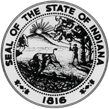 SEAL OF THE STATE OF INDIANA
1816